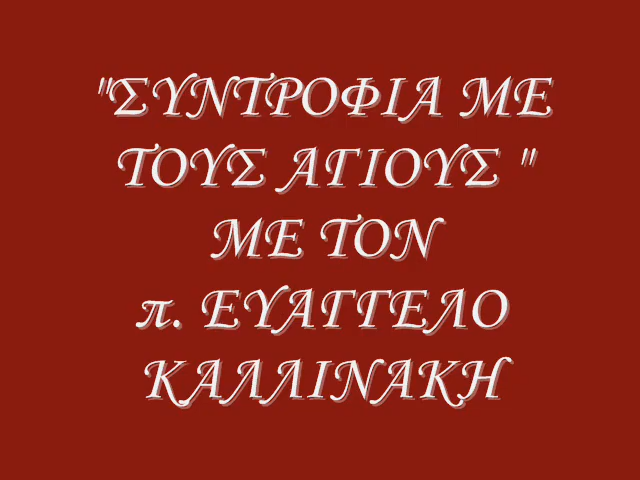 "ΣΥΝΤΡΟΦΙΑ ΜΕ
ΤΟΥΣ ΑΓΙΟΥΣ "
ΜΕ ΤΟΝ
π. ΕΥΑΓΓΕΛΟ
ΚΑΛΛΙΝΑΚΗ